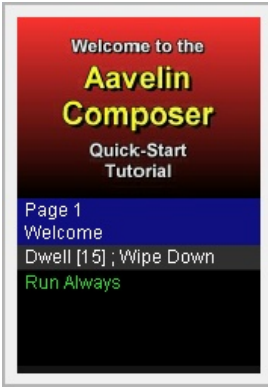 Welcome to the
Aavelin
Composer
Quick-Start
Tutorial
Page 1
Welcome
Dwell [15] ; Wipe Down
Run Always